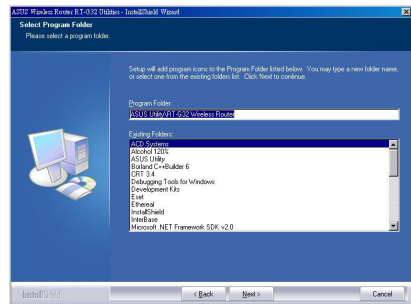 ASUS Wireless Router RT-G32 Utilities - InstallShield Wizard
Select Program Folder
Please select a program folder.
Setup will add program icons to the Program Folder listed below. You may type a new folder name,
or select one from the existing folders list. Click Next to continue.
Program Folder:
ASUS Utility\RT-G32 Wireless Router
Existing Folders:
ACD Systems
Alcohol 120%
ASUS Utility
Borland C++Builder 6
CRT 3.4
Debugging Tools for Windows
Development Kits
Eset
Ethereal
InstallShield
InterBase
Microsoft .NET Framework SDK v2.0
InstallShield
< Back
Next >
Cancel